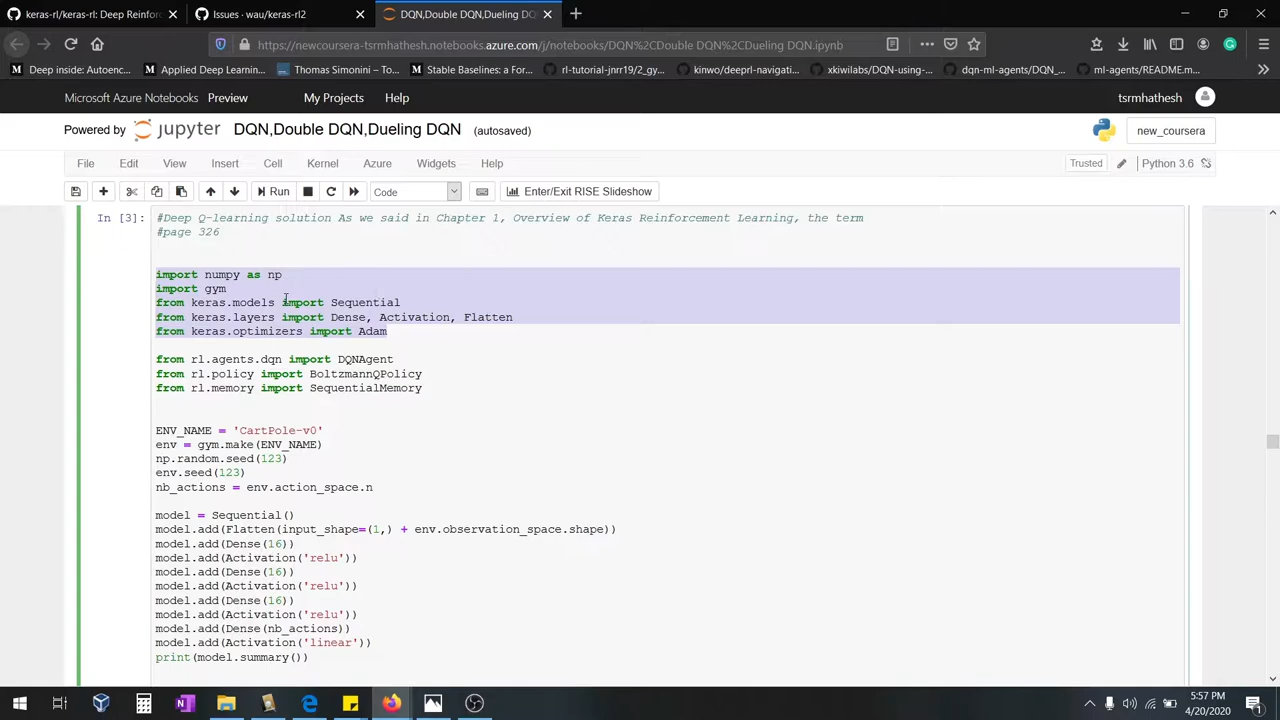 keras-rl/keras-rl: Deep Reinforc
Issues · wau/keras-rl2
DQN,Double DQN,Dueling DQN
https://newcoursera-tsrmhathesh.notebooks.azure.com/j/notebooks/DQN%2CDouble DQN%2CDueling DQN.ipynb
Deep inside: Autoenc...
Applied Deep Learnin...
Thomas Simonini – To...
Stable Baselines: a For...
rl-tutorial-jnrr19/2_gy...
kinwo/deeprl-navigati...
xkiwilabs/DQN-using-...
dqn-ml-agents/DQN_...
ml-agents/README.m...
Microsoft Azure Notebooks
Preview
My Projects
Help
tsrmhathesh
Powered by
jupyter
DQN,Double DQN,Dueling DQN
(autosaved)
new_coursera
File
Edit
View
Insert
Cell
Kernel
Azure
Widgets
Help
Trusted
Python 3.6
Run
Code
Enter/Exit RISE Slideshow
In [3]:
#Deep Q-learning solution As we said in Chapter 1, Overview of Keras Reinforcement Learning, the term
#page 326
import numpy as np
import gym
from keras.models import Sequential
from keras.layers import Dense, Activation, Flatten
from keras.optimizers import Adam
from rl.agents.dqn import DQNAgent
from rl.policy import BoltzmannQPolicy
from rl.memory import SequentialMemory
ENV_NAME = 'CartPole-v0'
env = gym.make(ENV_NAME)
np.random.seed(123)
env.seed(123)
nb_actions = env.action_space.n
model = Sequential()
model.add(Flatten(input_shape=(1,) + env.observation_space.shape))
model.add(Dense(16))
model.add(Activation('relu'))
model.add(Dense(16))
model.add(Activation('relu'))
model.add(Dense(16))
model.add(Activation('relu'))
model.add(Dense(nb_actions))
model.add(Activation('linear'))
print(model.summary())
5:57 PM
4/20/2020